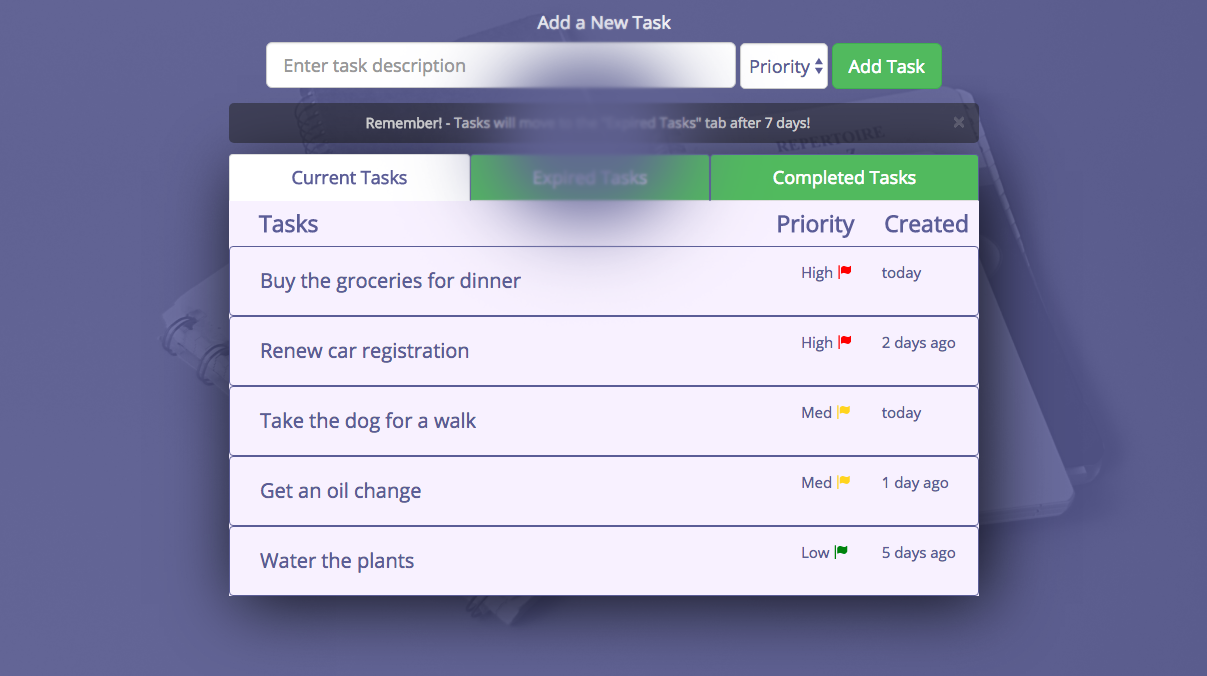 Add a New Task
Enter task description Priority Add Task
Remember! - Tasks will move to the "Expired Tasks" tab after 7 days! ×
Current Tasks Expired Tasks Completed Tasks
REPERTOIRE
Tasks Priority Created
Buy the groceries for dinner High today
Renew car registration High 2 days ago
Take the dog for a walk Med today
Get an oil change Med 1 day ago
Water the plants Low 5 days ago